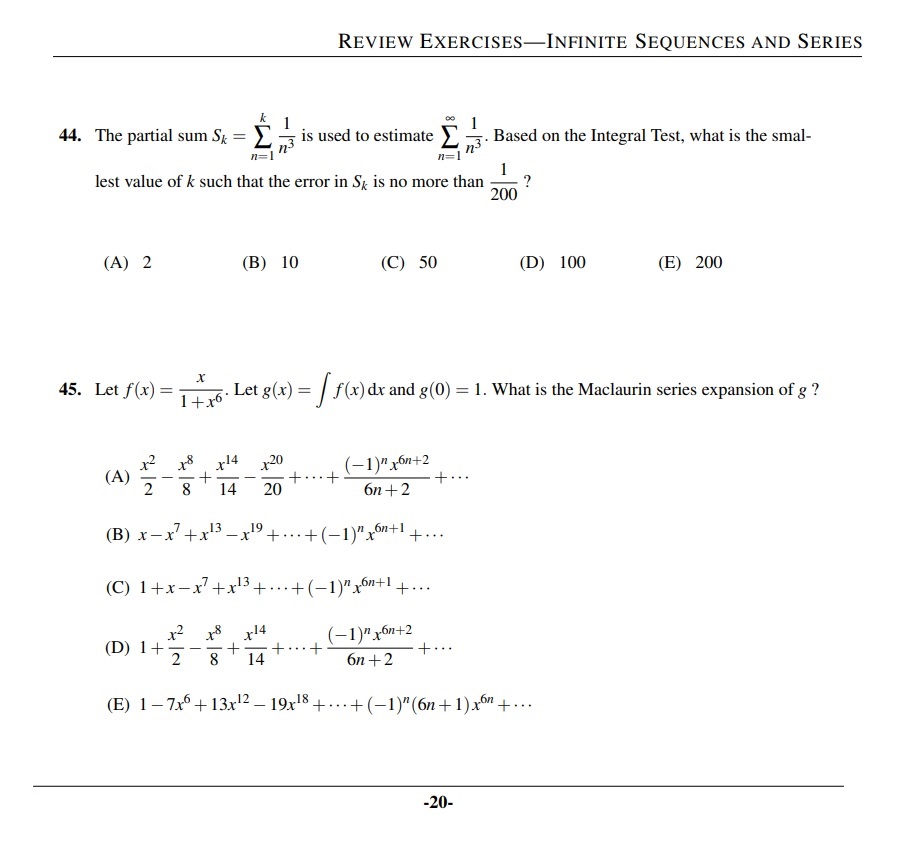 REVIEW EXERCISES—INFINITE SEQUENCES AND SERIES
44. The partial sum $S_k = \sum_{n=1}^{k} \frac{1}{n^3}$ is used to estimate $\sum_{n=1}^{\infty} \frac{1}{n^3}$. Based on the Integral Test, what is the smal-
lest value of $k$ such that the error in $S_k$ is no more than $\frac{1}{200}$ ?
(A) 2 (B) 10 (C) 50 (D) 100 (E) 200
45. Let $f(x) = \frac{x}{1+x^6}$. Let $g(x) = \int f(x)\,dx$ and $g(0) = 1$. What is the Maclaurin series expansion of $g$ ?
(A) $\frac{x^2}{2} - \frac{x^8}{8} + \frac{x^{14}}{14} - \frac{x^{20}}{20} + \cdots + \frac{(-1)^n x^{6n+2}}{6n+2} + \cdots$
(B) $x - x^7 + x^{13} - x^{19} + \cdots + (-1)^n x^{6n+1} + \cdots$
(C) $1 + x - x^7 + x^{13} + \cdots + (-1)^n x^{6n+1} + \cdots$
(D) $1 + \frac{x^2}{2} - \frac{x^8}{8} + \frac{x^{14}}{14} + \cdots + \frac{(-1)^n x^{6n+2}}{6n+2} + \cdots$
(E) $1 - 7x^6 + 13x^{12} - 19x^{18} + \cdots + (-1)^n (6n+1) x^{6n} + \cdots$
-20-